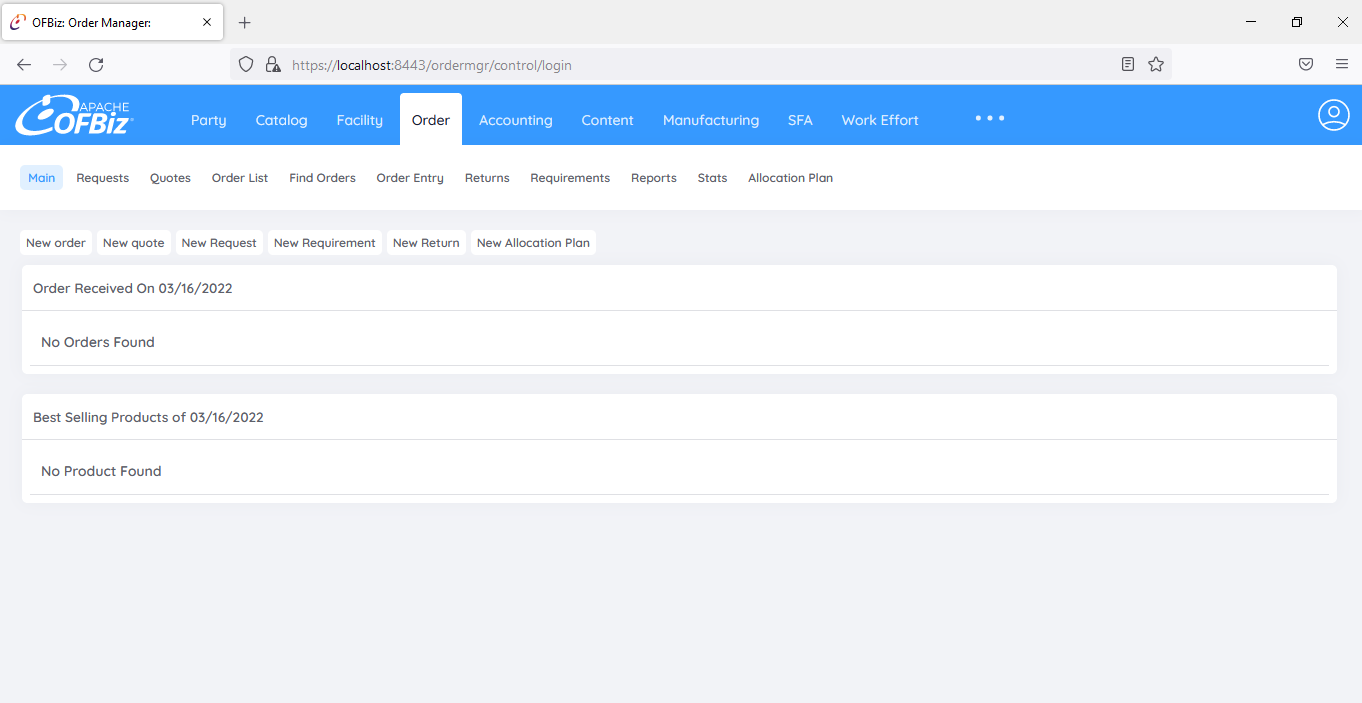 OFBiz: Order Manager:
https://localhost:8443/ordermgr/control/login
APACHE
OFBiz
Party Catalog Facility Order Accounting Content Manufacturing SFA Work Effort
Main Requests Quotes Order List Find Orders Order Entry Returns Requirements Reports Stats Allocation Plan
New order New quote New Request New Requirement New Return New Allocation Plan
Order Received On 03/16/2022
No Orders Found
Best Selling Products of 03/16/2022
No Product Found